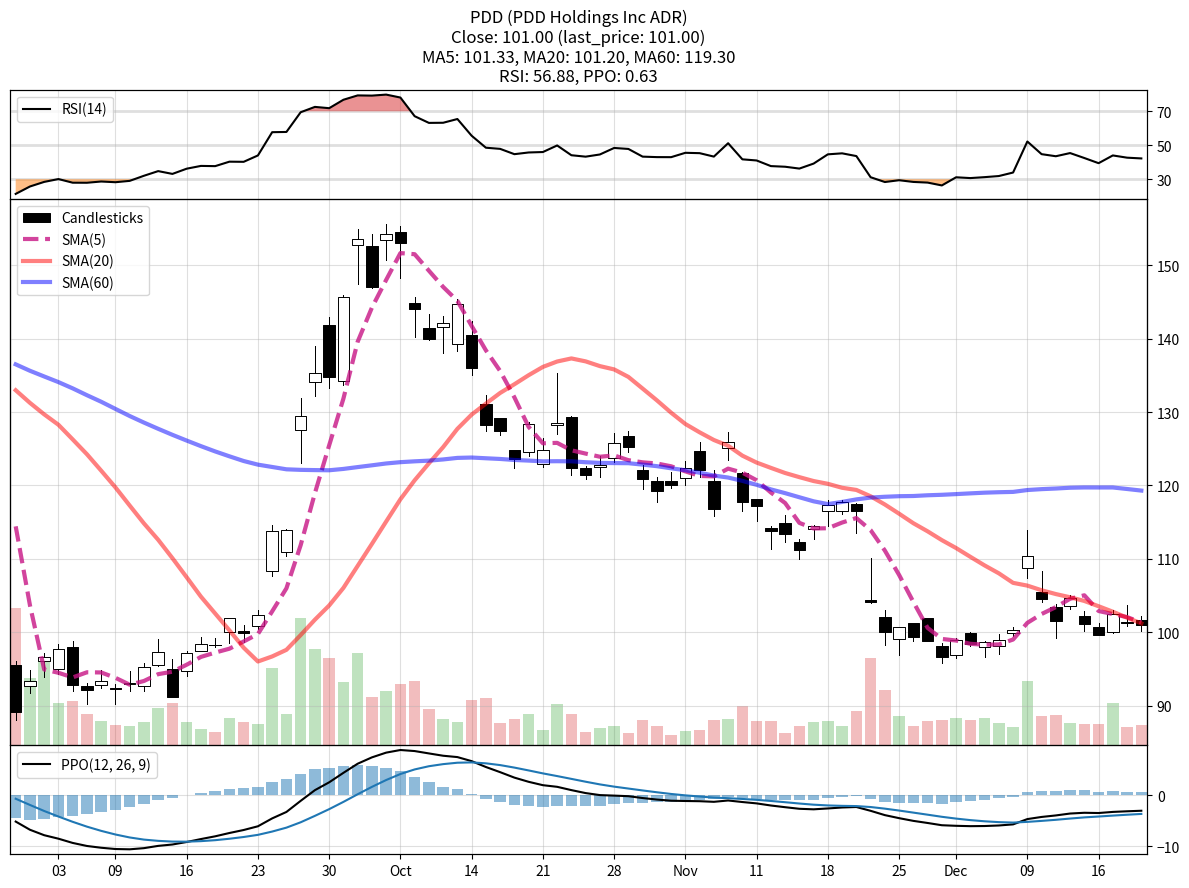 PDD (PDD Holdings Inc ADR)
Close: 101.00 (last_price: 101.00)
MA5: 101.33, MA20: 101.20, MA60: 119.30
RSI: 56.88, PPO: 0.63
RSI(14)
70
50
30
Candlesticks
SMA(5)
SMA(20)
SMA(60)
150
140
130
120
110
100
90
PPO(12, 26, 9)
0
−10
03 09 16 23 30 Oct 14 21 28 Nov 11 18 25 Dec 09 16